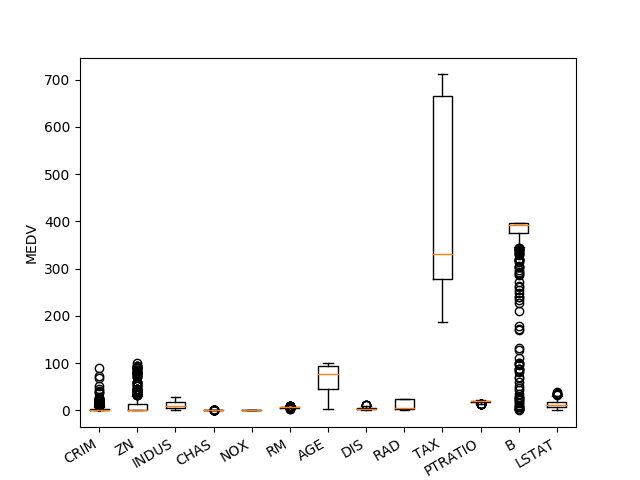 MEDV
700
600
500
400
300
200
100
0
CRIM
ZN
INDUS
CHAS
NOX
RM
AGE
DIS
RAD
TAX
PTRATIO
B
LSTAT